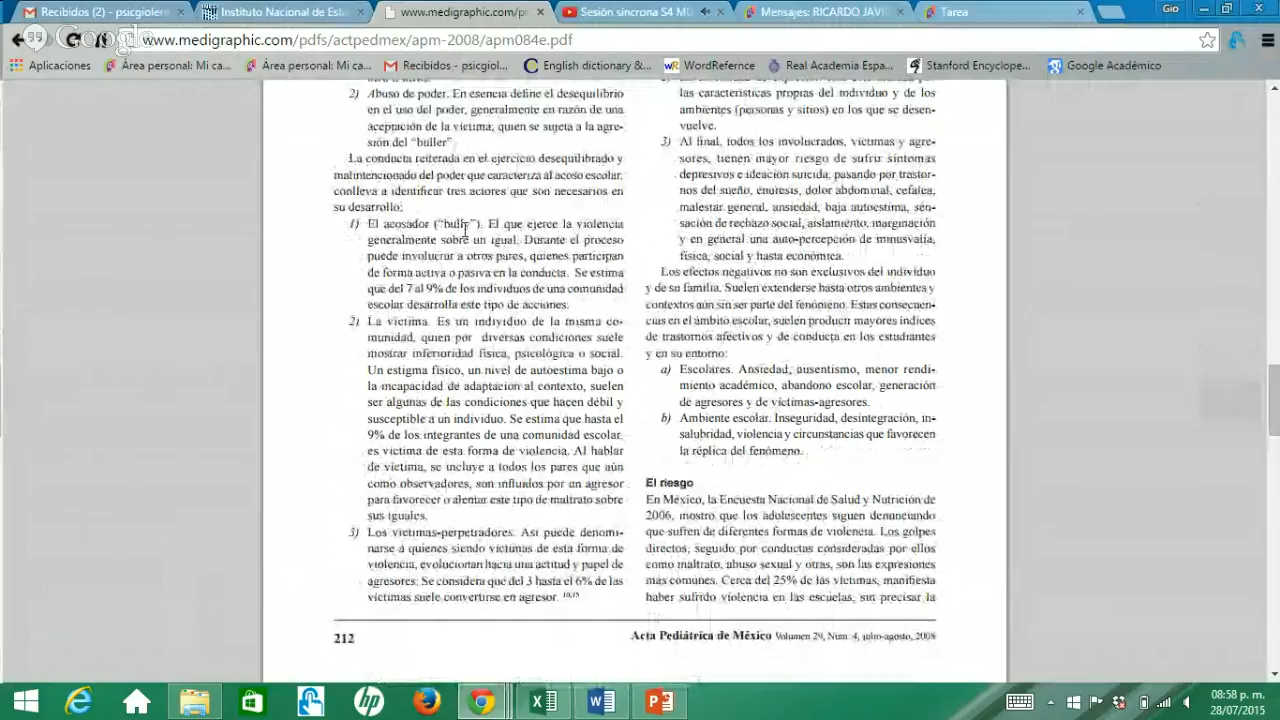 Recibidos (2) - psicgiolen
Instituto Nacional de Esta
www.medigraphic.com/p
Sesión síncrona S4 MD
Mensajes: RICARDO JAVI
Tarea
Gio
Google
www.medigraphic.com/pdfs/actpedmex/apm-2008/apm084e.pdf
Aplicaciones
Área personal: Mi ca...
Área personal: Mi ca...
Recibidos - psicgiol...
English dictionary &...
WordRefernce
Real Academia Espa...
Stanford Encyclope...
Google Académico
2) Abuso de poder. En esencia define el desequilibrio
en el uso del poder, generalmente en razón de una
aceptación de la víctima, quien se sujeta a la agre-
sión del "buller"
La conducta reiterada en el ejercicio desequilibrado y
malintencionado del poder que caracteriza al acoso escolar,
conlleva a identificar tres actores que son necesarios en
su desarrollo:
1) El acosador ("buller"). El que ejerce la violencia
generalmente sobre un igual. Durante el proceso
puede involucrar a otros pares, quienes participan
de forma activa o pasiva en la conducta. Se estima
que del 7 al 9% de los individuos de una comunidad
escolar desarrolla este tipo de acciones.
2) La víctima. Es un individuo de la misma co-
munidad, quien por diversas condiciones suele
mostrar inferioridad física, psicológica o social.
Un estigma físico, un nivel de autoestima bajo o
la incapacidad de adaptación al contexto, suelen
ser algunas de las condiciones que hacen débil y
susceptible a un individuo. Se estima que hasta el
9% de los integrantes de una comunidad escolar,
es víctima de esta forma de violencia. Al hablar
de víctima, se incluye a todos los pares que aún
como observadores, son influidos por un agresor
para favorecer o alentar este tipo de maltrato sobre
sus iguales.
3) Los víctimas-perpetradores. Así puede denomi-
narse a quienes siendo víctimas de esta forma de
violencia, evolucionan hacia una actitud y papel de
agresores. Se considera que del 3 hasta el 6% de las
víctimas suele convertirse en agresor.
las características propias del individuo y de los
ambientes (personas y sitios) en los que se desen-
vuelve.
3) Al final, todos los involucrados, víctimas y agre-
sores, tienen mayor riesgo de sufrir síntomas
depresivos e ideación suicida, pasando por trastor-
nos del sueño, enuresis, dolor abdominal, cefalea,
malestar general, ansiedad, baja autoestima, sen-
sación de rechazo social, aislamiento, marginación
y en general una auto-percepción de minusvalía,
física, social y hasta económica.
Los efectos negativos no son exclusivos del individuo
y de su familia. Suelen extenderse hasta otros ambientes y
contextos aún sin ser parte del fenómeno. Estas consecuen-
cias en el ámbito escolar, suelen producir mayores índices
de trastornos afectivos y de conducta en los estudiantes
y en su entorno:
a) Escolares. Ansiedad, ausentismo, menor rendi-
miento académico, abandono escolar, generación
de agresores y de víctimas-agresores.
b) Ambiente escolar. Inseguridad, desintegración, in-
salubridad, violencia y circunstancias que favorecen
la réplica del fenómeno.
El riesgo
En México, la Encuesta Nacional de Salud y Nutrición de
2006, mostró que los adolescentes siguen denunciando
que sufren de diferentes formas de violencia. Los golpes
directos, seguido por conductas consideradas por ellos
como maltrato, abuso sexual y otras, son las expresiones
más comunes. Cerca del 25% de las víctimas, manifiesta
haber sufrido violencia en las escuelas, sin precisar la
212
Acta Pediátrica de México Volumen 29, Núm. 4, julio-agosto, 2008
08:58 p. m.
28/07/2015